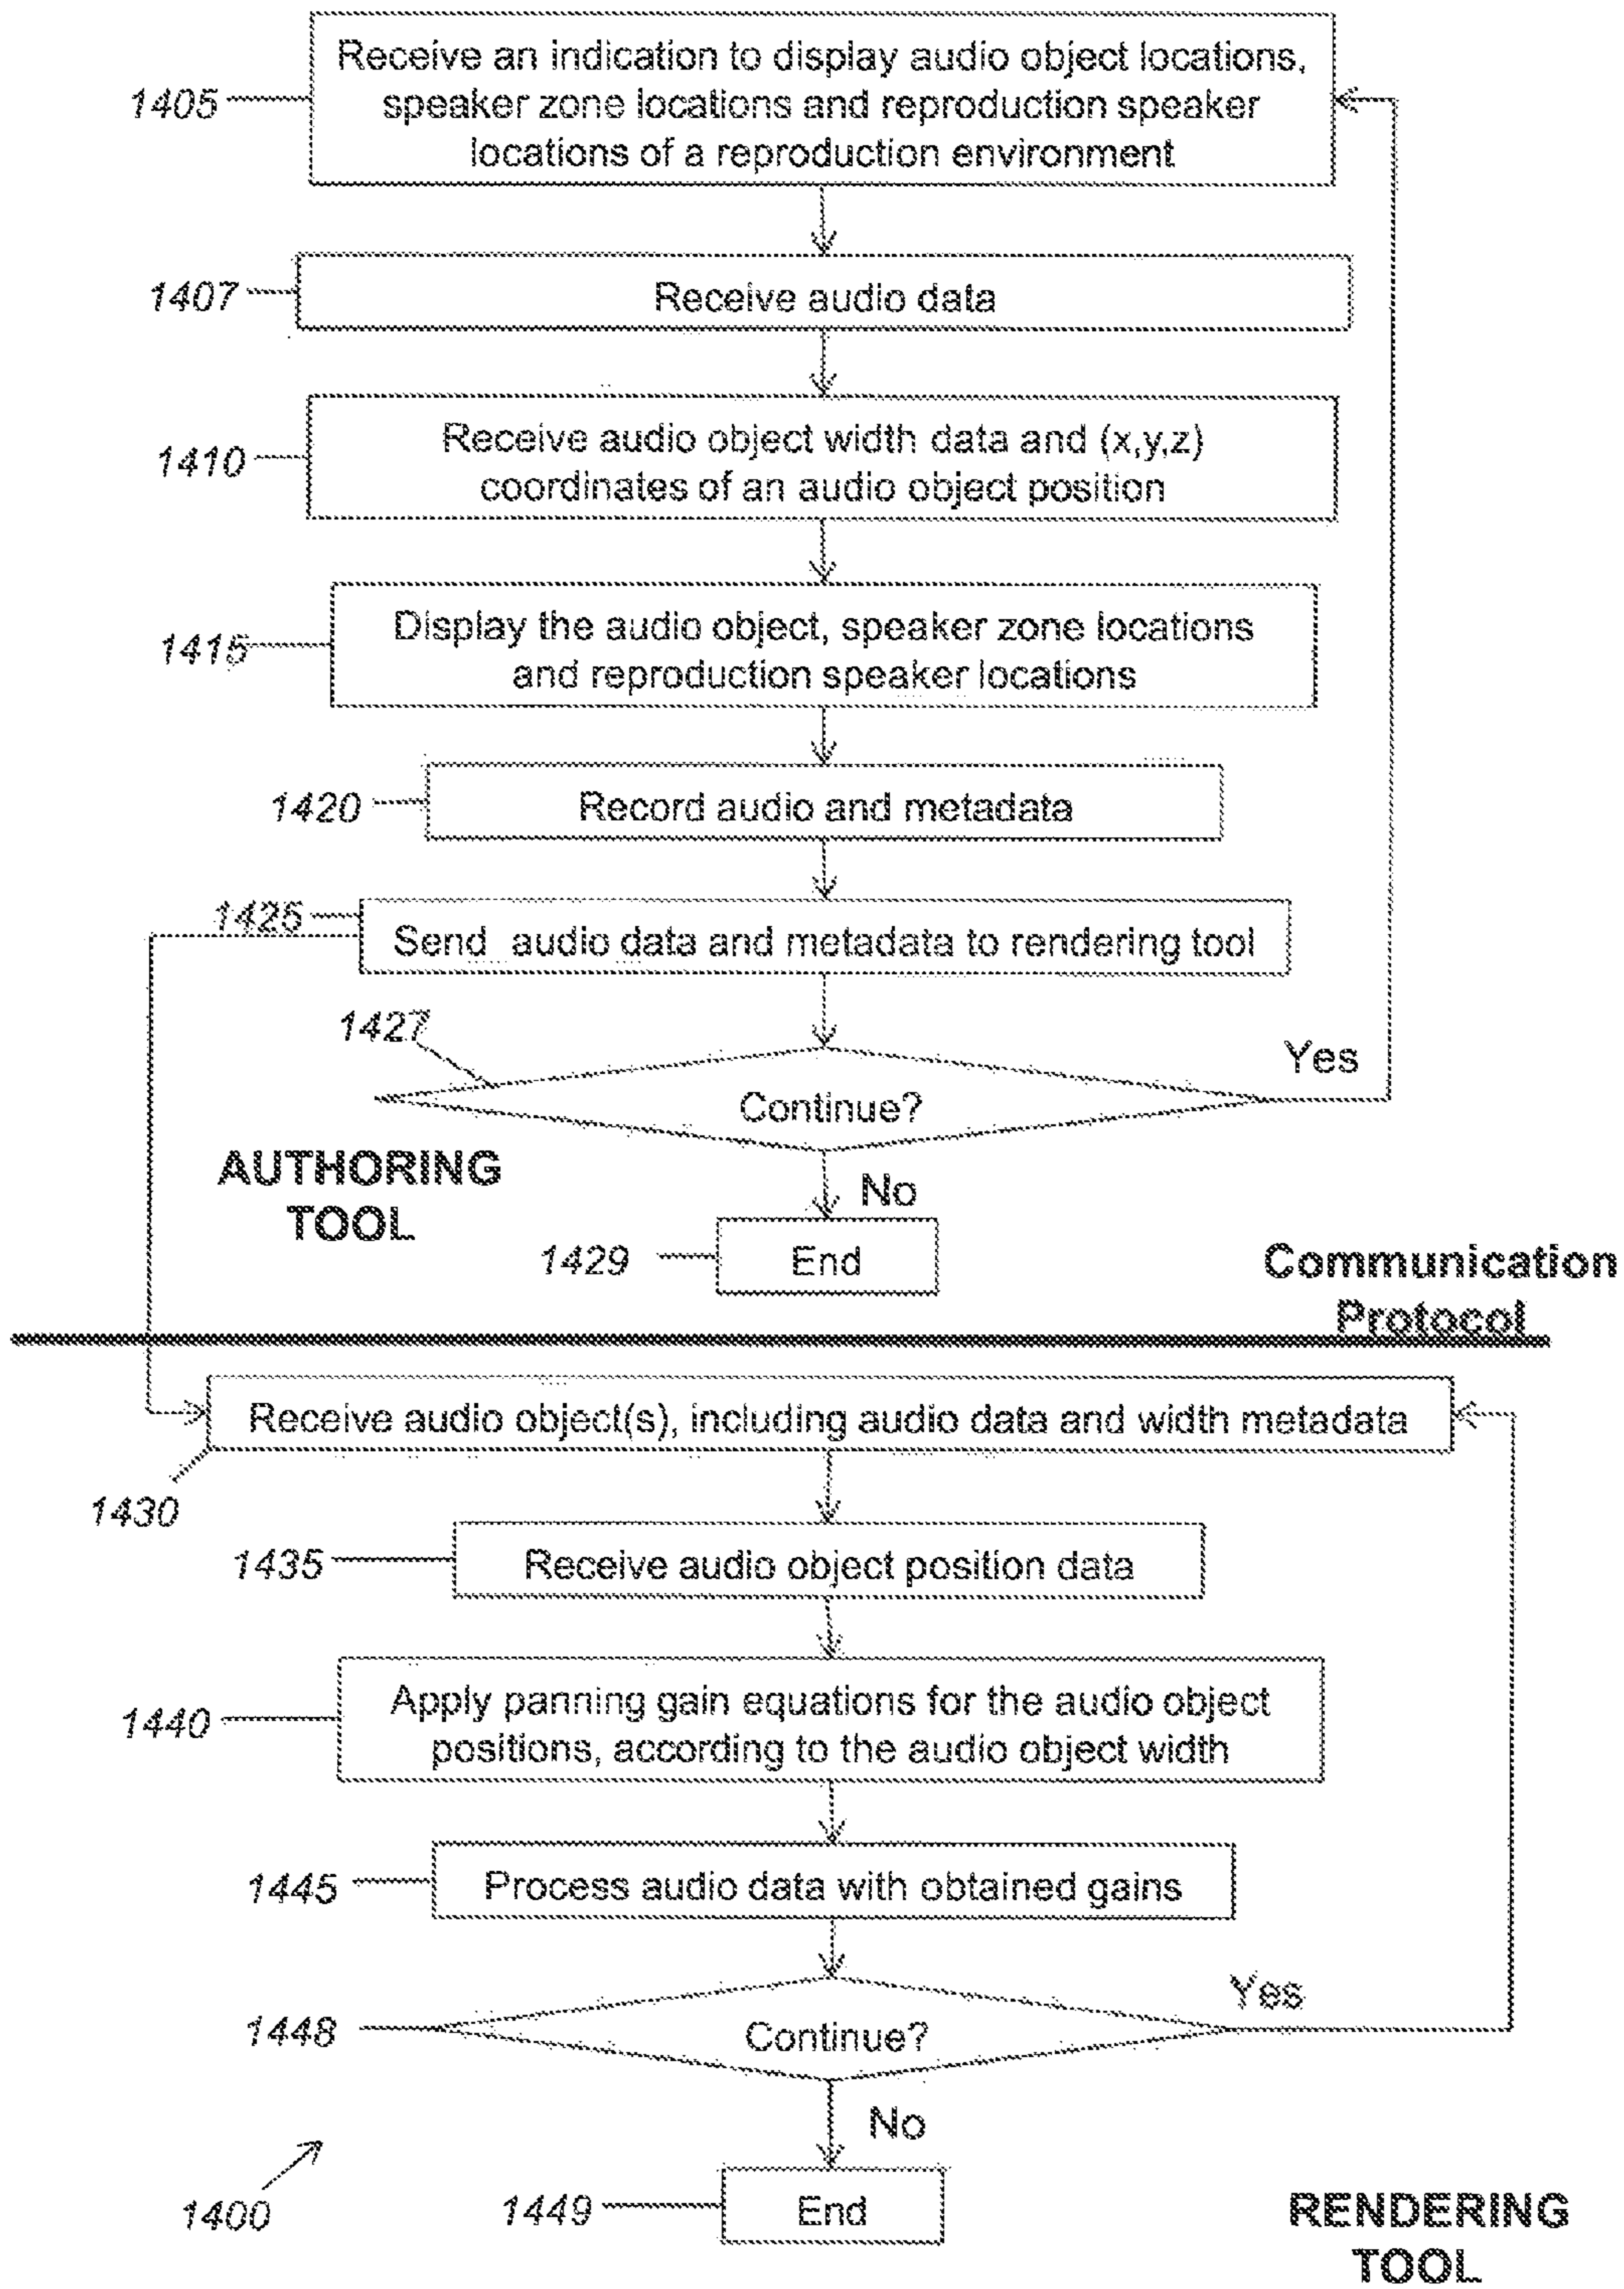 Receive an indication to display audio object locations,
1405
speaker zone locations and reproduction speaker
locations of a reproduction environment
1407
Receive audio data
1410
Receive audio object width data and (x,y,z)
coordinates of an audio object position
1415
Display the audio object, speaker zone locations
and reproduction speaker locations
1420
Record audio and metadata
1425
Send audio data and metadata to rendering tool
1427
Yes
Continue?
AUTHORING
TOOL
No
1429
End
Communication
Protocol
Receive audio object(s), including audio data and width metadata
1430
1435
Receive audio object position data
1440
Apply panning gain equations for the audio object
positions, according to the audio object width
1445
Process audio data with obtained gains
Yes
1448
Continue?
No
1400
1449
End
RENDERING
TOOL